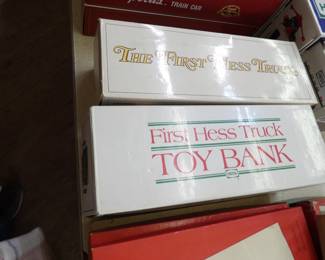 TRAIN CAR
THE FIRST HESS TRUCK
First Hess Truck
TOY BANK